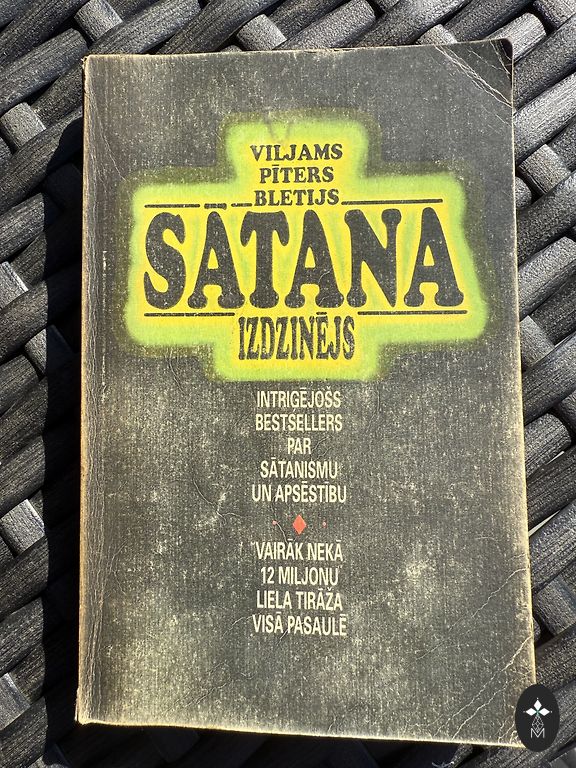 VILJAMS
PĪTERS
BLETIJS
SĀTANA
IZDZINĒJS
INTRIĢĒJOŠS
BESTSELLERS
PAR
SĀTANISMU
UN APSĒSTĪBU
VAIRĀK NEKĀ
12 MILJONU
LIELA TIRĀŽA
VISĀ PASAULĒ
M